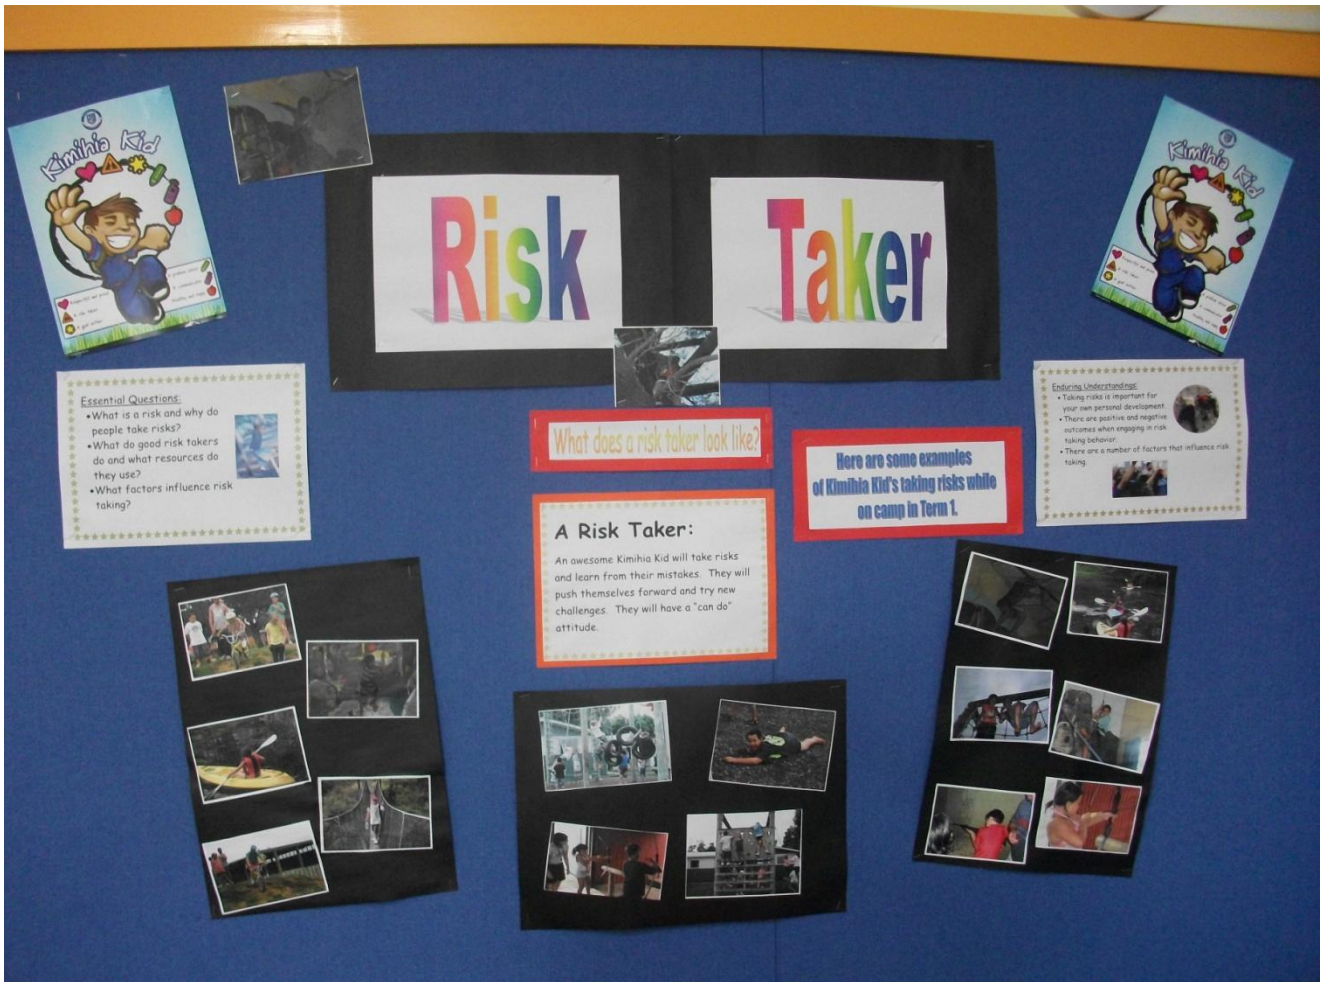 Kimihia Kid
Risk
Taker
Kimihia Kid
Essential Questions:
•What is a risk and why do
people take risks?
•What do good risk takers
do and what resources do
they use?
•What factors influence risk
taking?
What does a risk taker look like?
A Risk Taker:
An awesome Kimihia Kid will take risks
and learn from their mistakes. They will
push themselves forward and try new
challenges. They will have a "can do"
attitude.
Here are some examples
of Kimihia Kid's taking risks while
on camp in Term 1.
Enduring Understandings:
• Taking risks is important for
your own personal development.
• There are positive and negative
outcomes when engaging in risk
taking behavior.
• There are a number of factors that influence risk
taking.